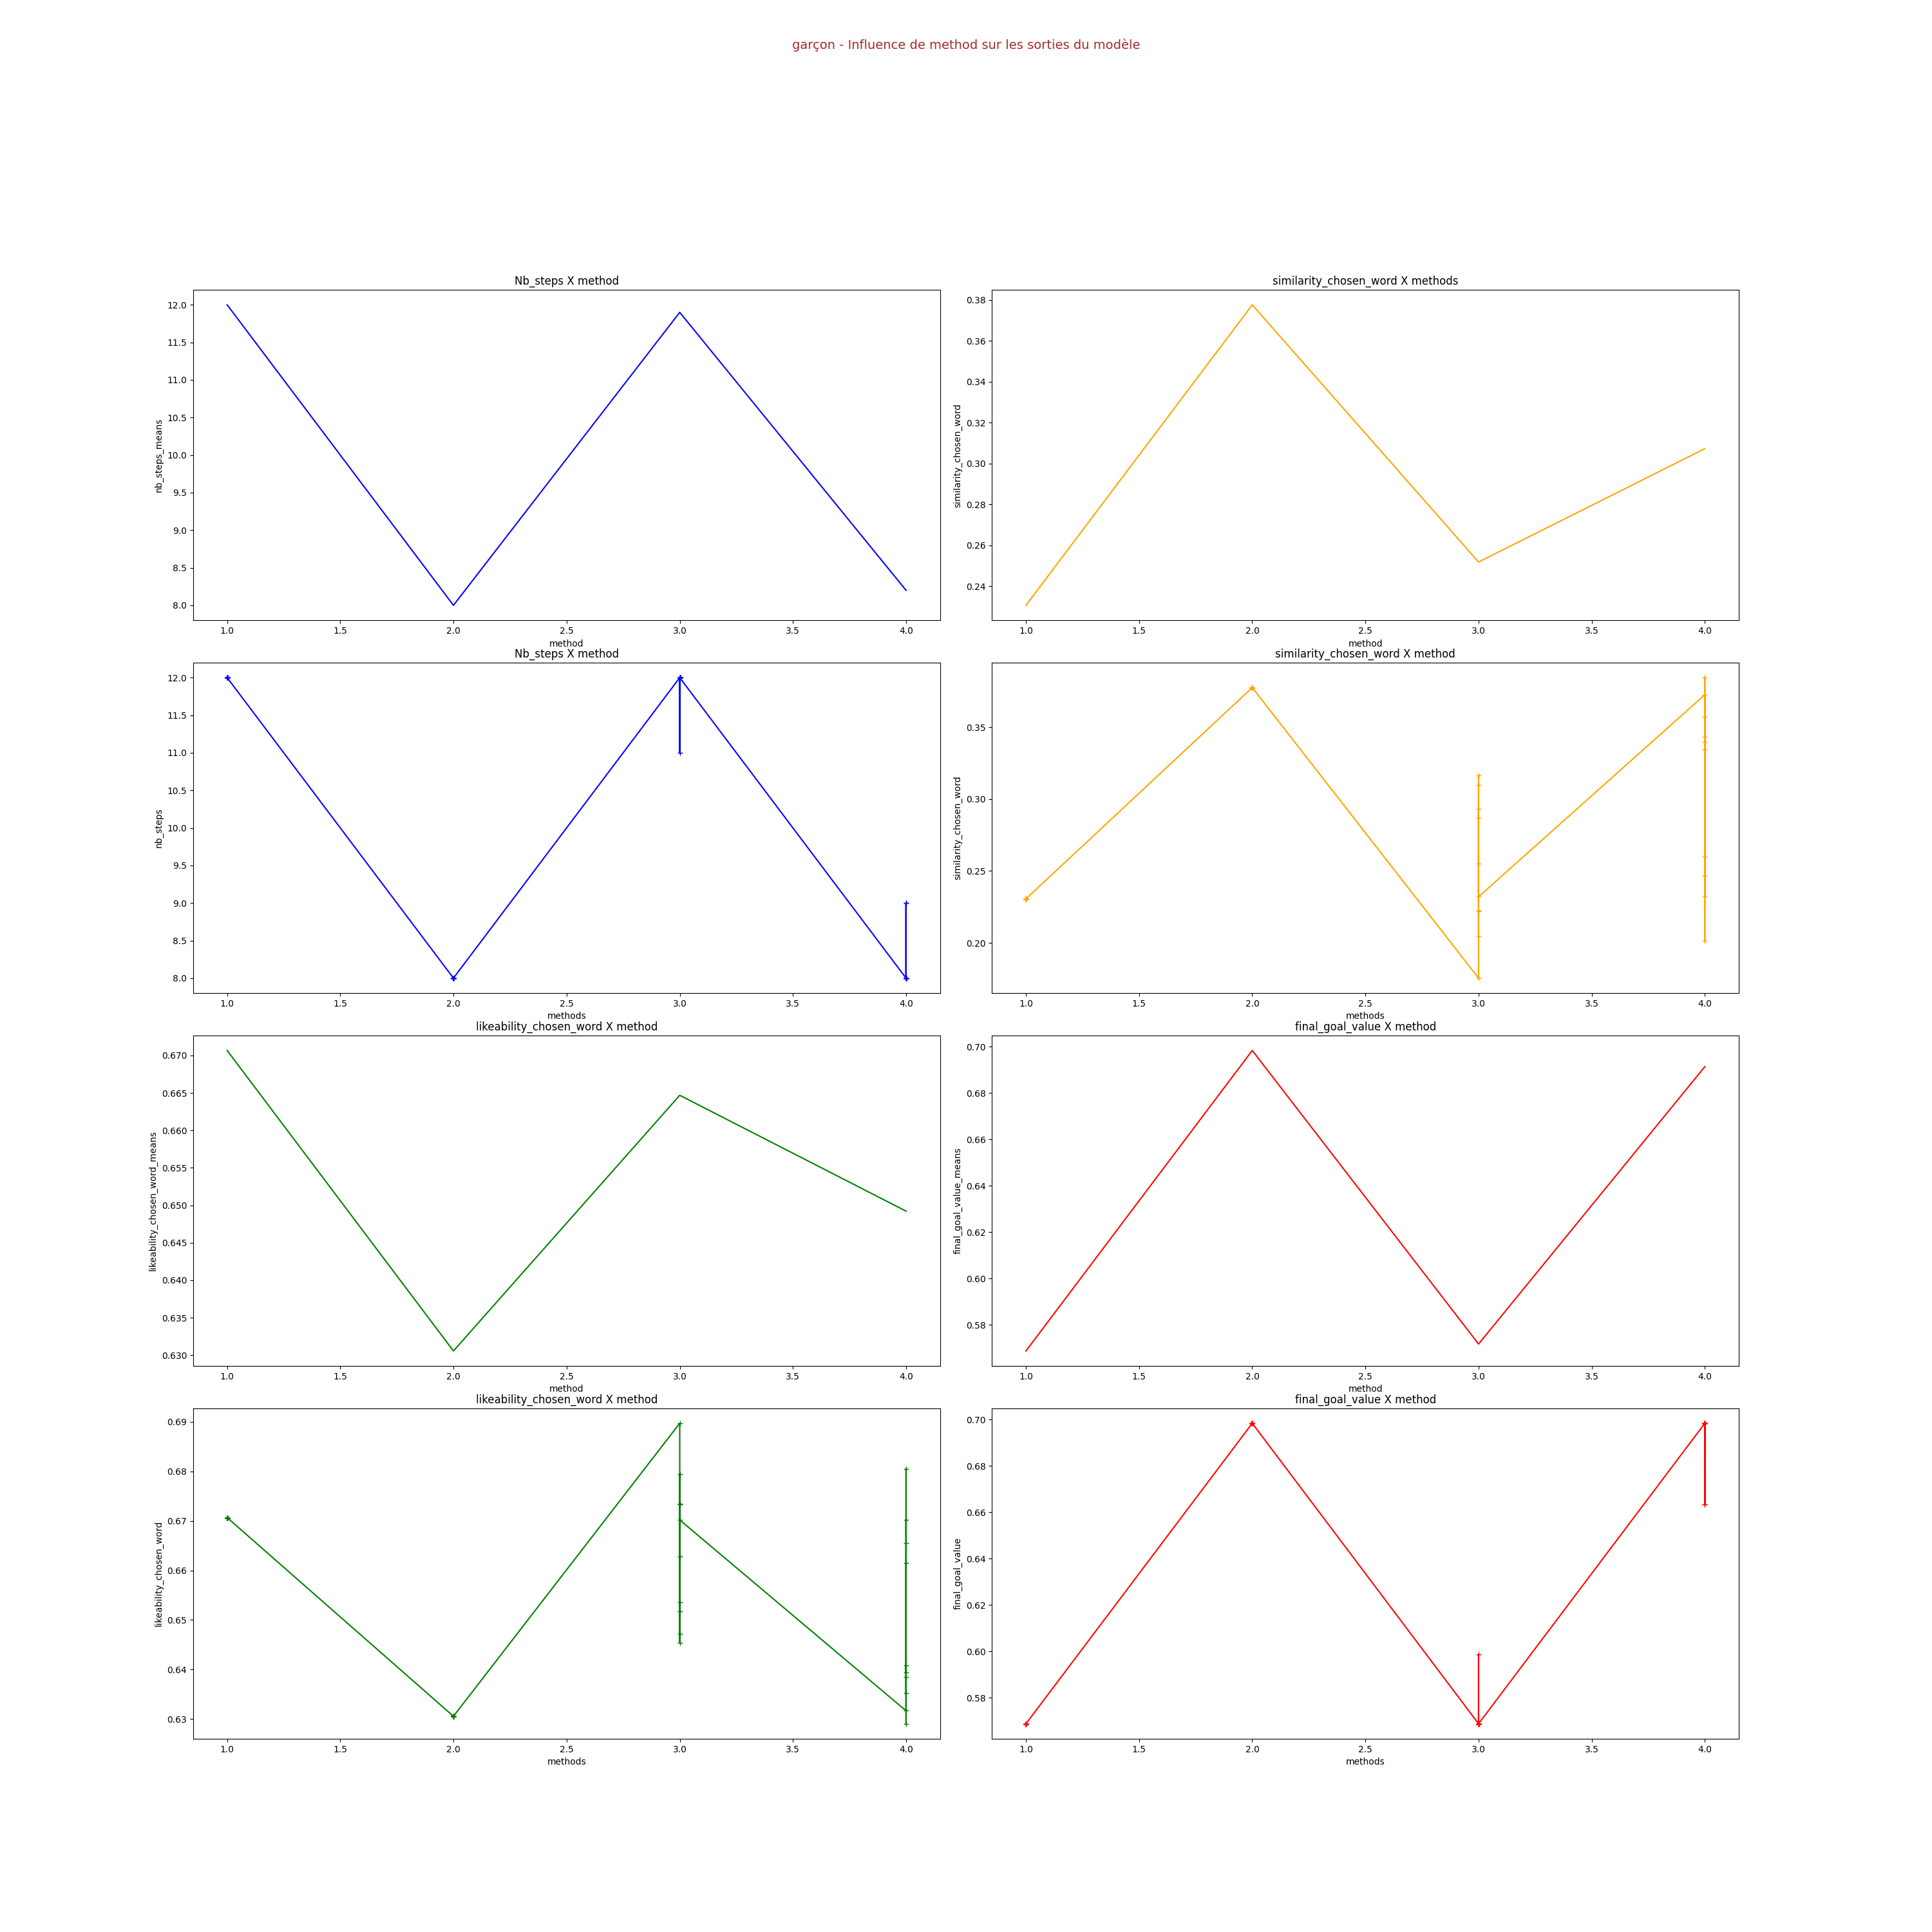 garçon - Influence de method sur les sorties du modèle
Nb_steps X method
nb_steps_means
12.0
11.5
11.0
10.5
10.0
9.5
9.0
8.5
8.0
1.0 1.5 2.0 2.5 3.0 3.5 4.0
method
similarity_chosen_word X methods
similarity_chosen_word
0.38
0.36
0.34
0.32
0.30
0.28
0.26
0.24
1.0 1.5 2.0 2.5 3.0 3.5 4.0
method
Nb_steps X method
nb_steps
12.0
11.5
11.0
10.5
10.0
9.5
9.0
8.5
8.0
1.0 1.5 2.0 2.5 3.0 3.5 4.0
methods
similarity_chosen_word X method
similarity_chosen_word
0.35
0.30
0.25
0.20
1.0 1.5 2.0 2.5 3.0 3.5 4.0
methods
likeability_chosen_word X method
likeability_chosen_word_means
0.670
0.665
0.660
0.655
0.650
0.645
0.640
0.635
0.630
1.0 1.5 2.0 2.5 3.0 3.5 4.0
method
final_goal_value X method
final_goal_value_means
0.70
0.68
0.66
0.64
0.62
0.60
0.58
1.0 1.5 2.0 2.5 3.0 3.5 4.0
method
likeability_chosen_word X method
likeability_chosen_word
0.69
0.68
0.67
0.66
0.65
0.64
0.63
1.0 1.5 2.0 2.5 3.0 3.5 4.0
methods
final_goal_value X method
final_goal_value
0.70
0.68
0.66
0.64
0.62
0.60
0.58
1.0 1.5 2.0 2.5 3.0 3.5 4.0
methods